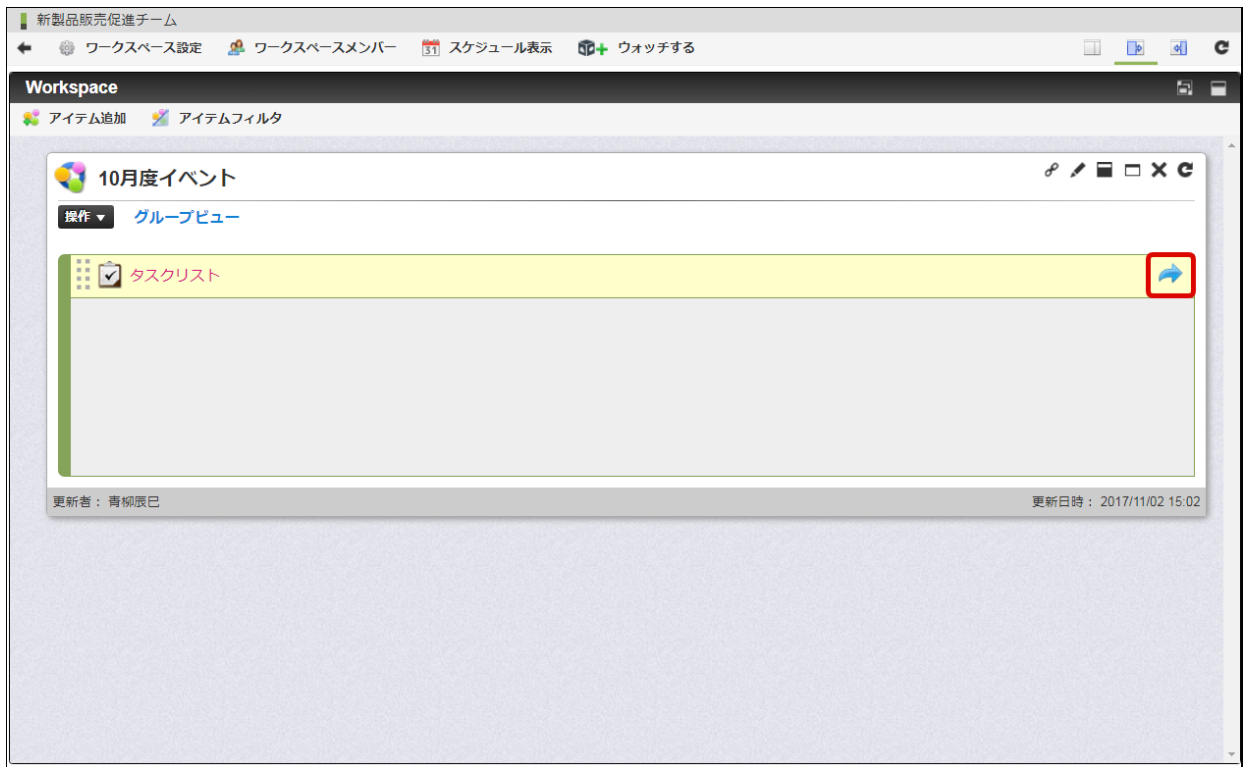 新製品販売促進チーム
ワークスペース設定 ワークスペースメンバー 31 スケジュール表示 ウォッチする
Workspace
アイテム追加 アイテムフィルタ
10月度イベント
操作 ▼ グループビュー
タスクリスト
更新者： 青柳辰巳 更新日時： 2017/11/02 15:02